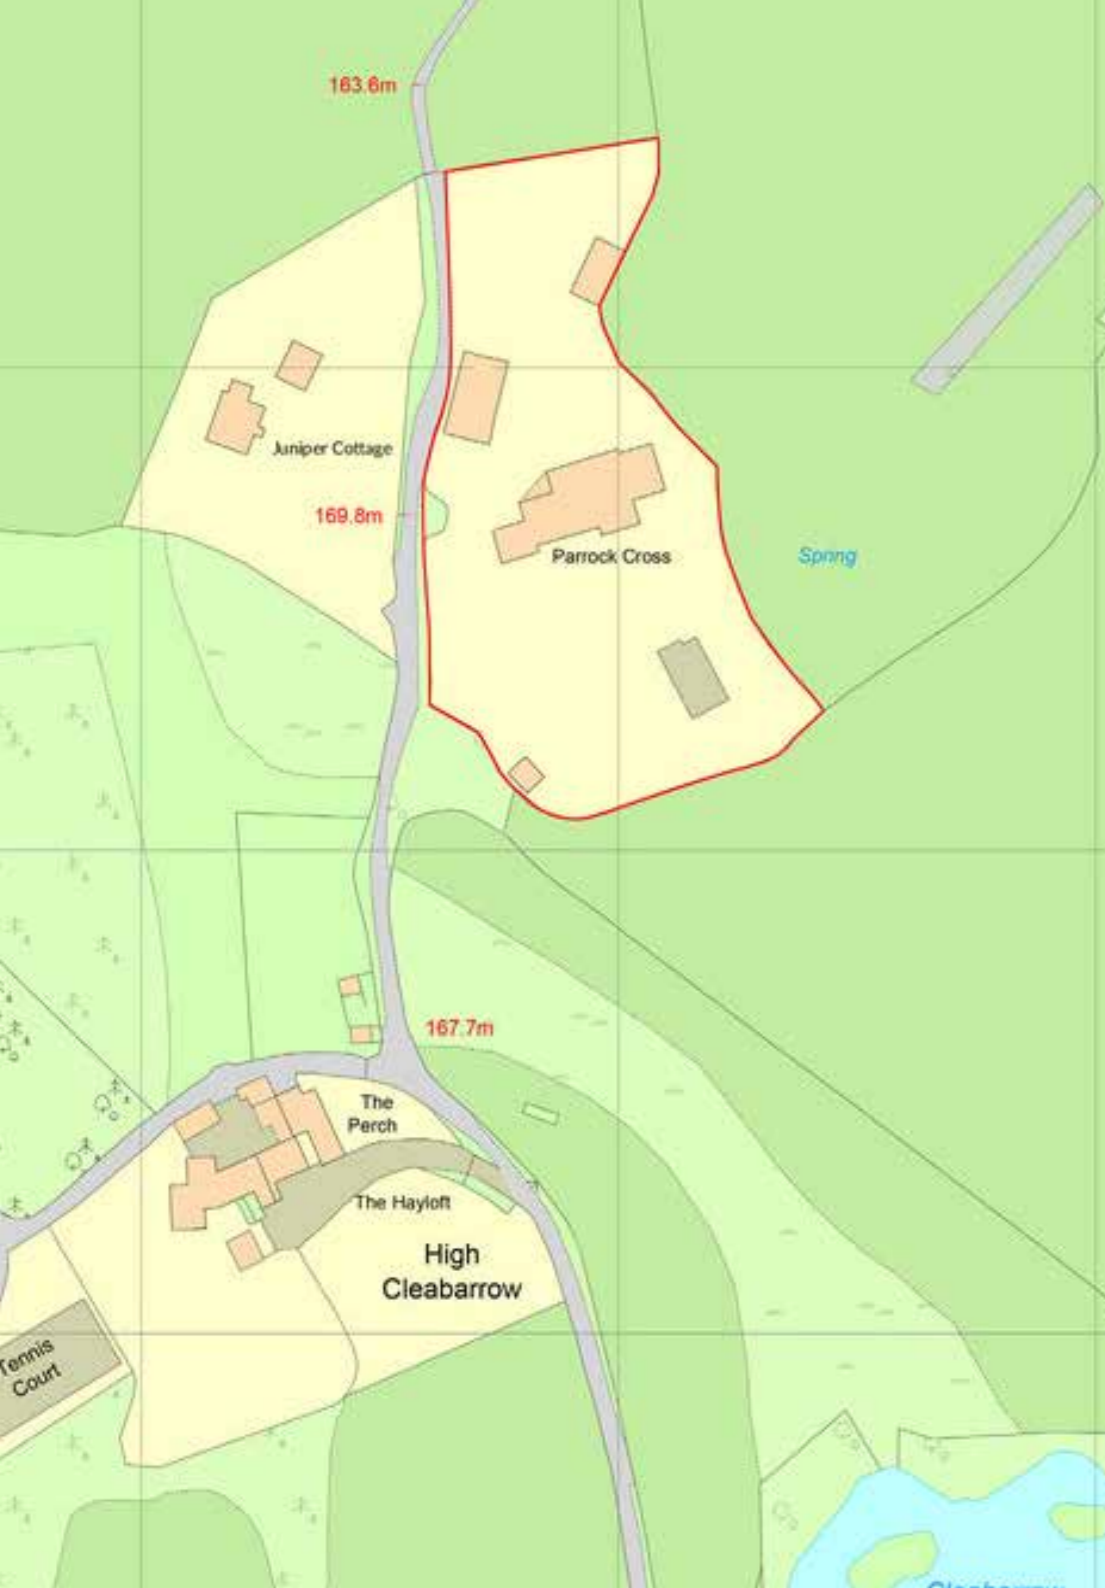 163.6m
Juniper Cottage
169.8m
Parrock Cross
Spring
167.7m
The
Perch
The Hayloft
High
Cleabarrow
Tennis
Court